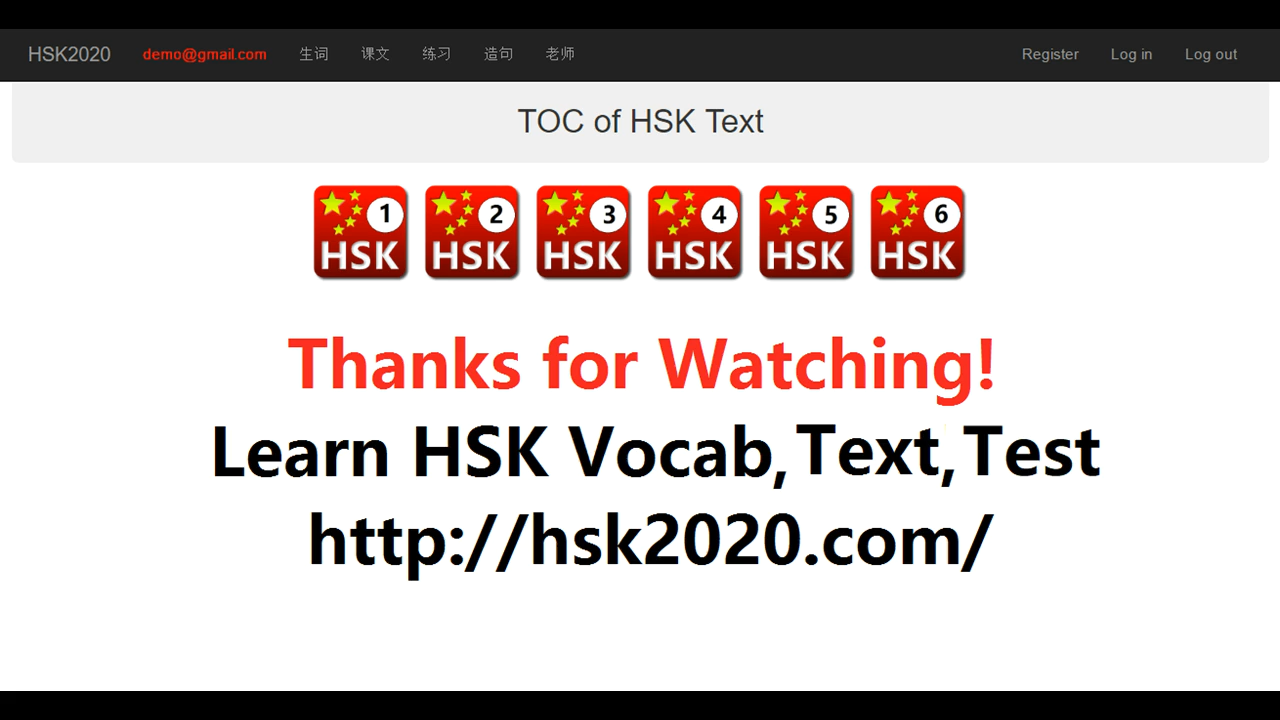 HSK2020 demo@gmail.com 生词 课文 练习 造句 老师 Register Log in Log out
TOC of HSK Text
1 2 3 4 5 6
HSK HSK HSK HSK HSK HSK
Thanks for Watching!
Learn HSK Vocab,Text,Test
http://hsk2020.com/